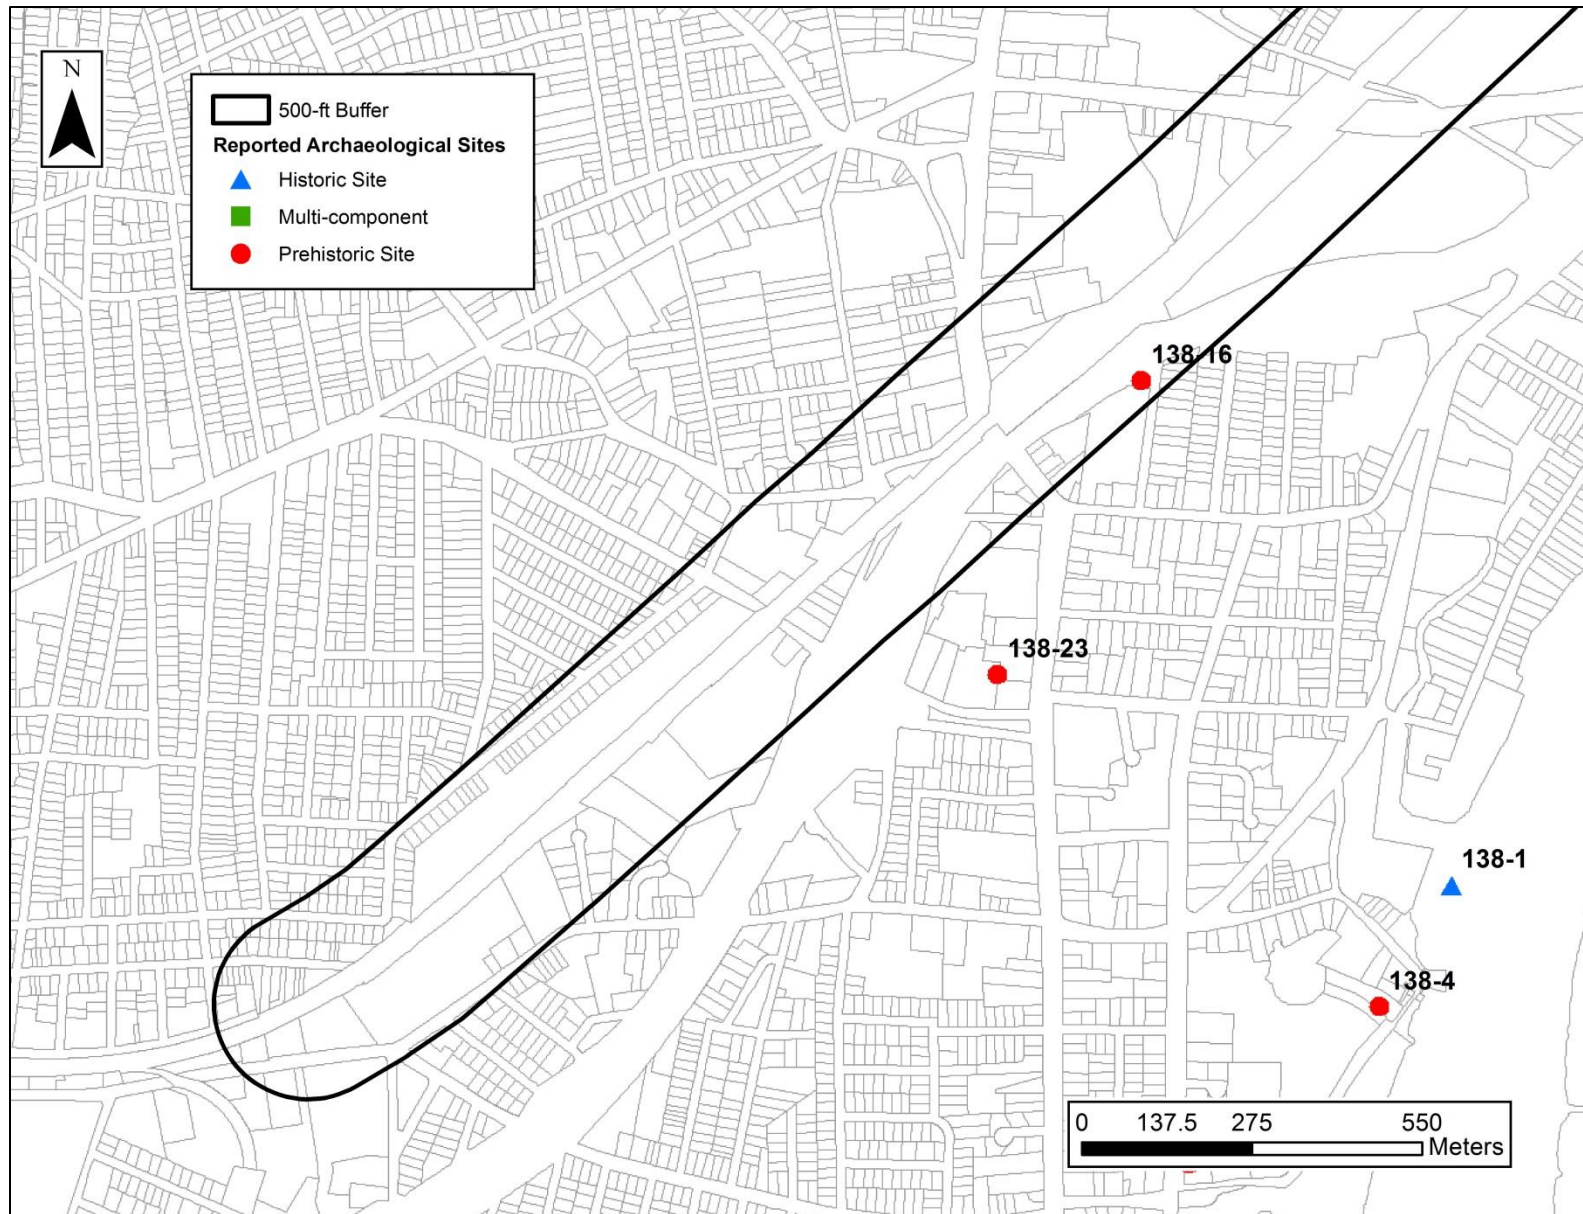 N
500-ft Buffer
Reported Archaeological Sites
Historic Site
Multi-component
Prehistoric Site
138-16
138-23
138-1
138-4
0 137.5 275 550
Meters